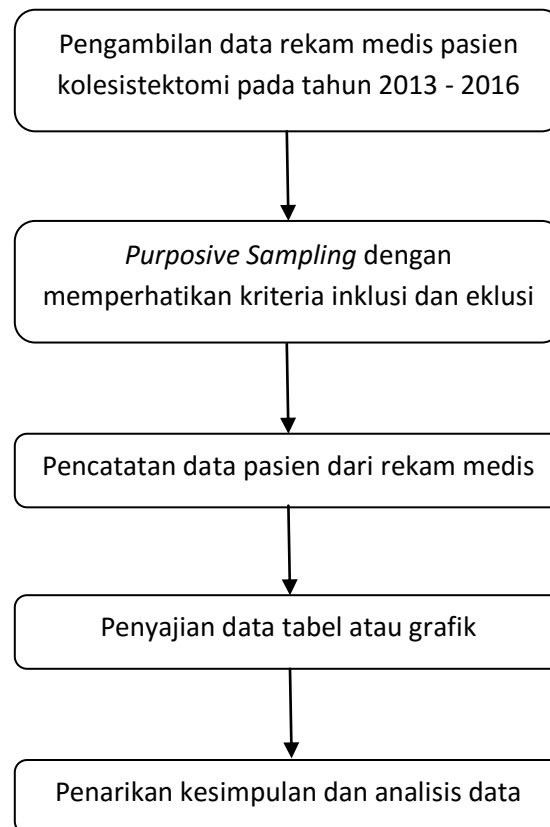 Pengambilan data rekam medis pasien
kolesistektomi pada tahun 2013 - 2016
Purposive Sampling dengan
memperhatikan kriteria inklusi dan eklusi
Pencatatan data pasien dari rekam medis
Penyajian data tabel atau grafik
Penarikan kesimpulan dan analisis data